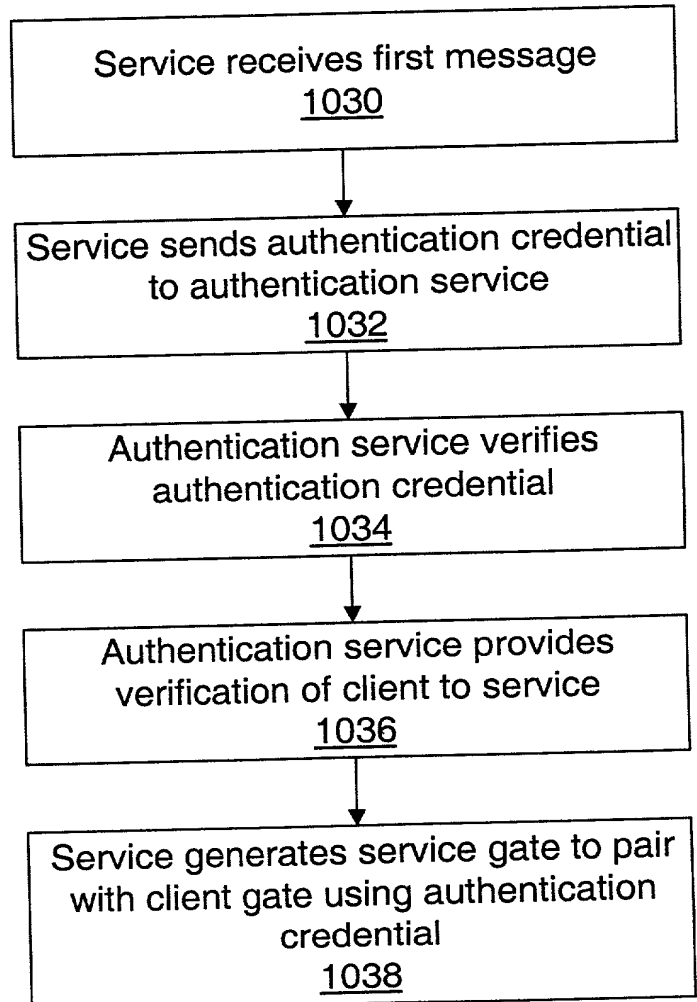 Service receives first message
1030
Service sends authentication credential
to authentication service
1032
Authentication service verifies
authentication credential
1034
Authentication service provides
verification of client to service
1036
Service generates service gate to pair
with client gate using authentication
credential
1038